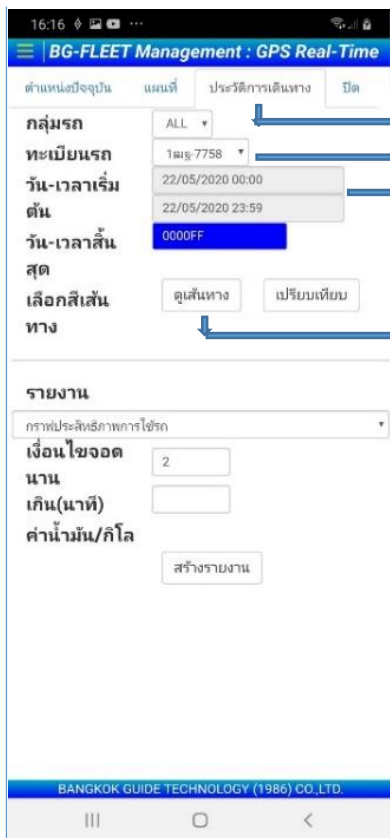 16:16
BG-FLEET Management : GPS Real-Time
ตำแหน่งปัจจุบัน แผนที่ ประวัติการเดินทาง ปิด
กลุ่มรถ ALL
ทะเบียนรถ 1ฒฐ-7758
วัน-เวลาเริ่ม 22/05/2020 00:00
ต้น 22/05/2020 23:59
วัน-เวลาสิ้น 0000FF
สุด
เลือกสีเส้น ดูเส้นทาง เปรียบเทียบ
ทาง
รายงาน
กราฟประสิทธิภาพการใช้รถ
เงื่อนไขจอด 2
นาน
เกิน(นาที)
ค่าน้ำมัน/กิโล
สร้างรายงาน
BANGKOK GUIDE TECHNOLOGY (1986) CO.,LTD.